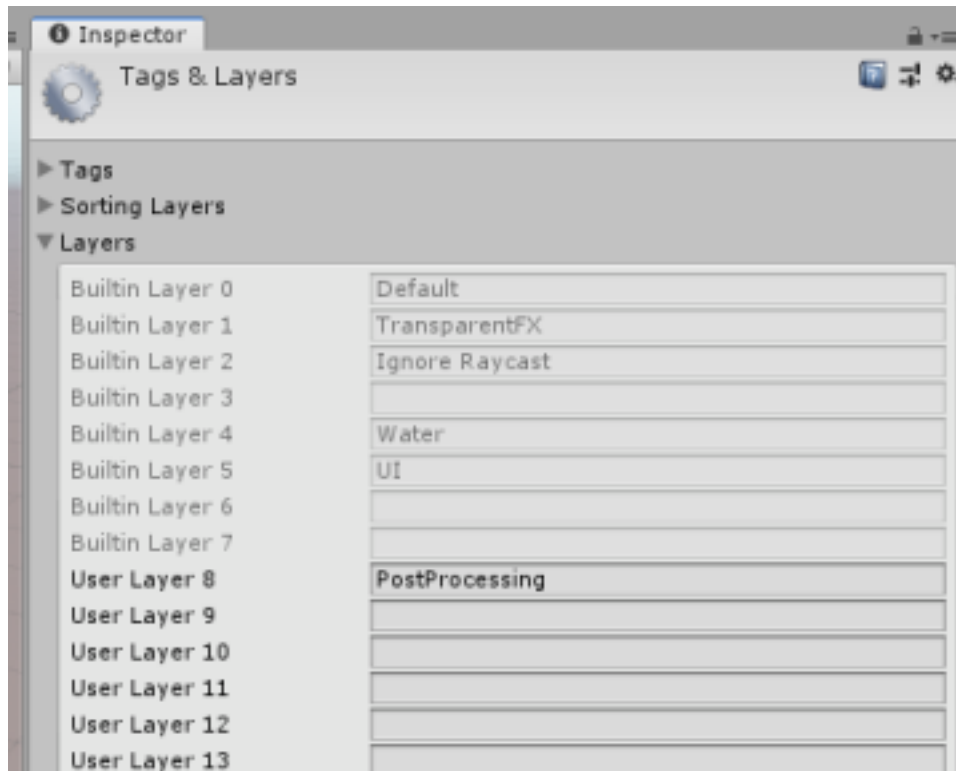 Inspector
Tags & Layers
Tags
Sorting Layers
Layers
Builtin Layer 0 Default
Builtin Layer 1 TransparentFX
Builtin Layer 2 Ignore Raycast
Builtin Layer 3
Builtin Layer 4 Water
Builtin Layer 5 UI
Builtin Layer 6
Builtin Layer 7
User Layer 8 PostProcessing
User Layer 9
User Layer 10
User Layer 11
User Layer 12
User Layer 13